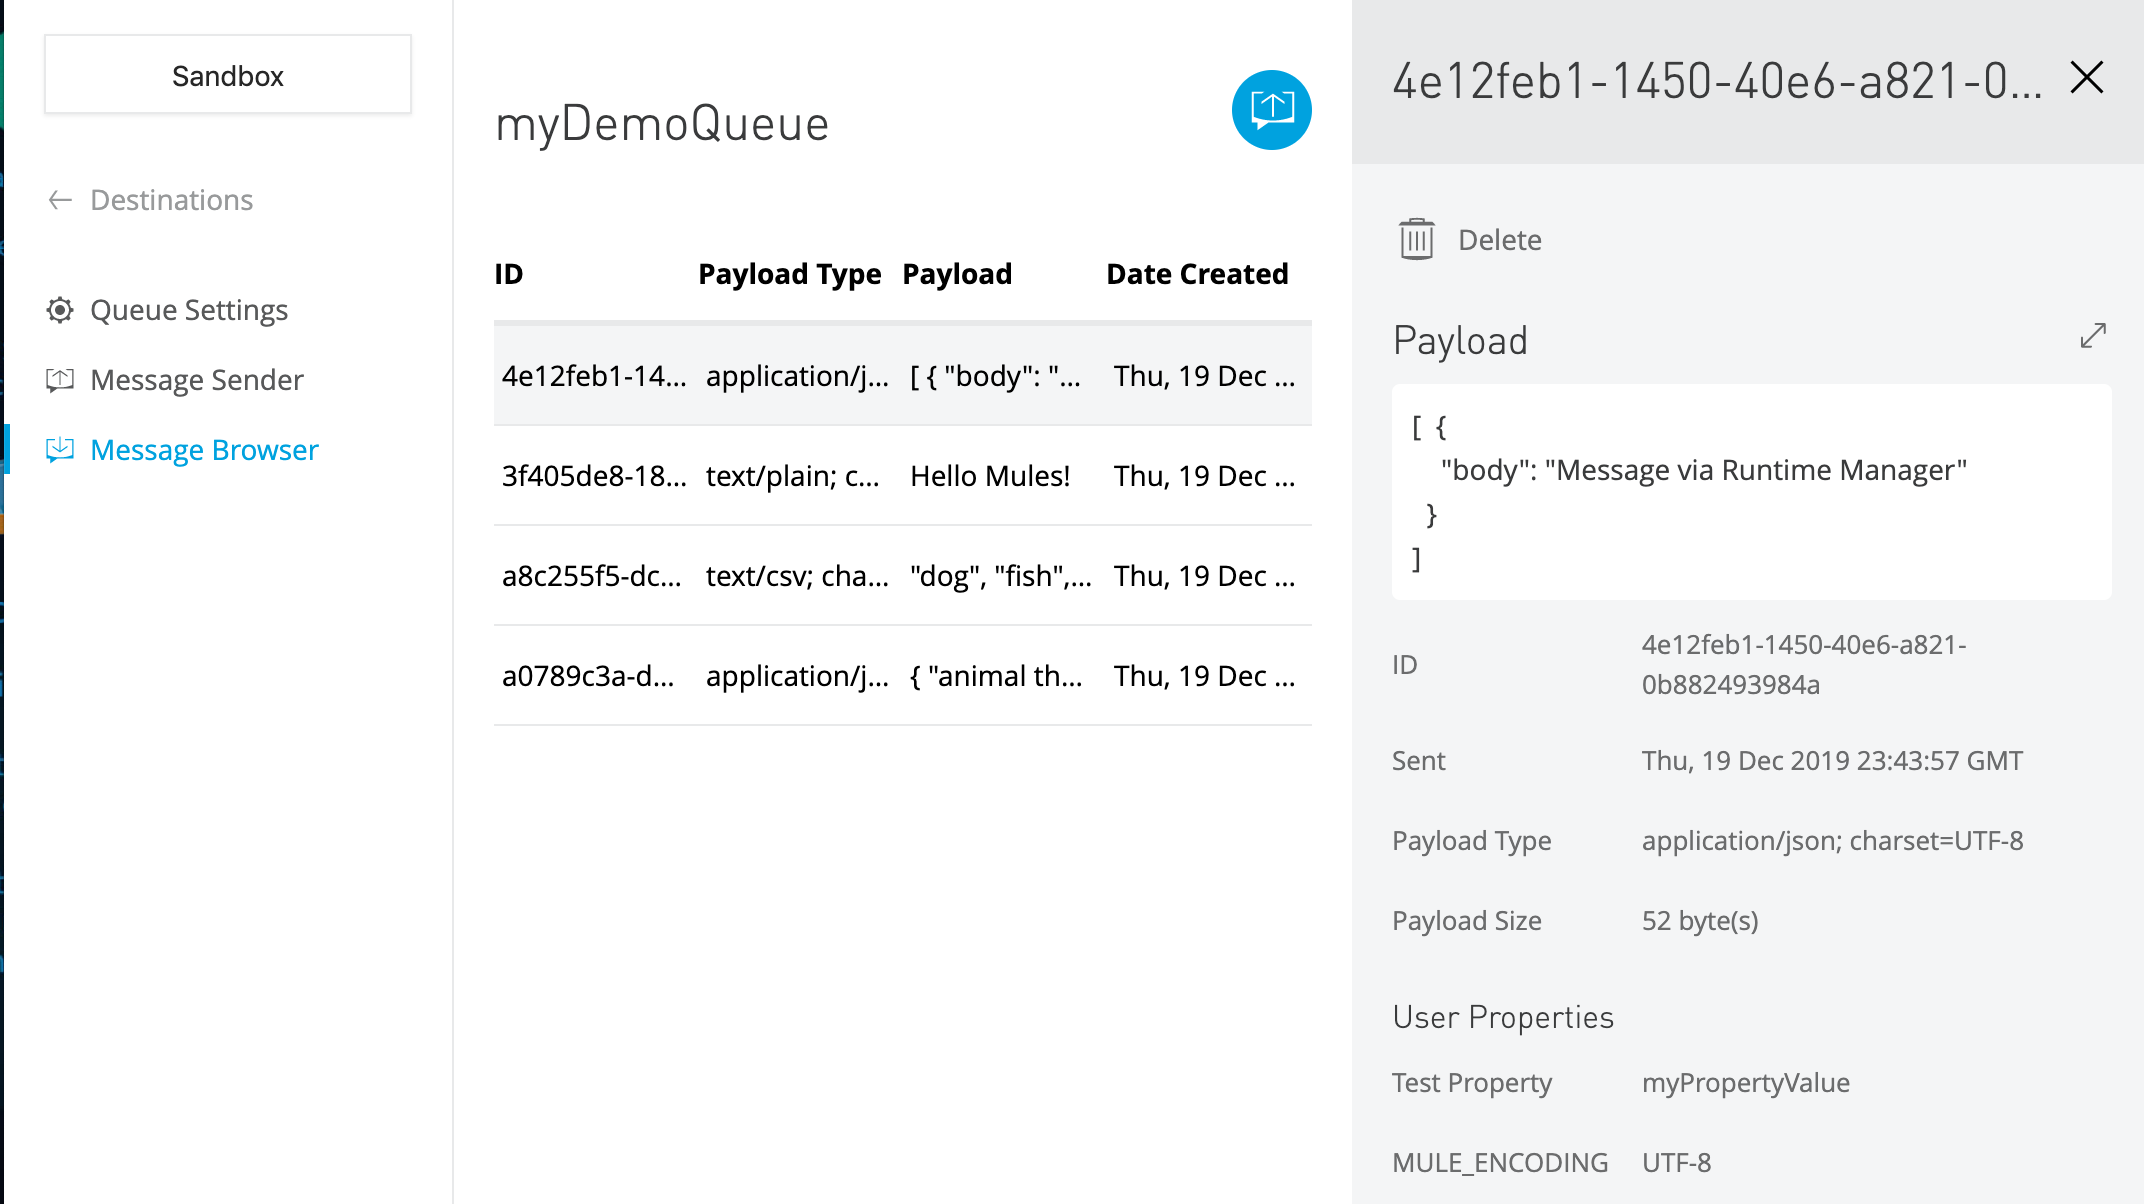 Sandbox
Destinations
Queue Settings
Message Sender
Message Browser
myDemoQueue
ID Payload Type Payload Date Created
4e12feb1-14... application/j... [ { "body": "... Thu, 19 Dec ...
3f405de8-18... text/plain; c... Hello Mules! Thu, 19 Dec ...
a8c255f5-dc... text/csv; cha... "dog", "fish",... Thu, 19 Dec ...
a0789c3a-d... application/j... { "animal th... Thu, 19 Dec ...
4e12feb1-1450-40e6-a821-0...
Delete
Payload
[ {
"body": "Message via Runtime Manager"
}
]
ID 4e12feb1-1450-40e6-a821-
0b882493984a
Sent Thu, 19 Dec 2019 23:43:57 GMT
Payload Type application/json; charset=UTF-8
Payload Size 52 byte(s)
User Properties
Test Property myPropertyValue
MULE_ENCODING UTF-8